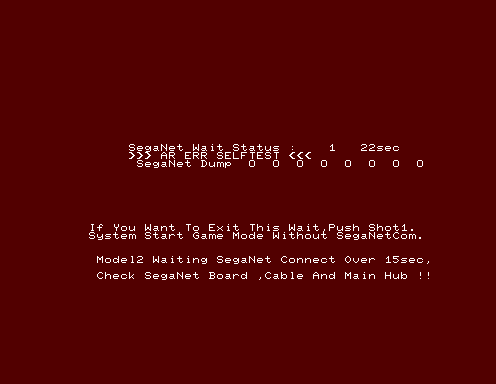 SegaNet Wait Status : 1 22sec
>>> AR ERR SELFTEST <<<
SegaNet Dump 0 0 0 0 0 0 0 0
If You Want To Exit This Wait,Push Shot1.
System Start Game Mode Without SegaNetCom.
Model2 Waiting SegaNet Connect Over 15sec,
Check SegaNet Board ,Cable And Main Hub !!